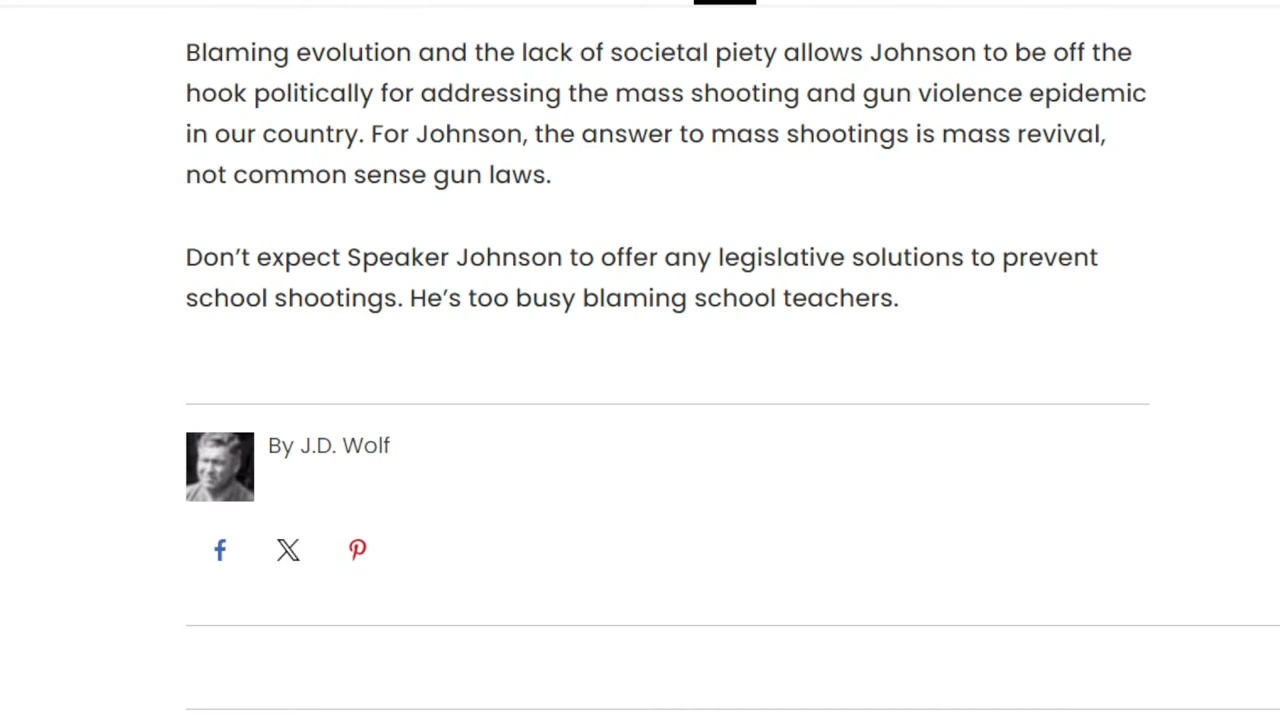 Blaming evolution and the lack of societal piety allows Johnson to be off the
hook politically for addressing the mass shooting and gun violence epidemic
in our country. For Johnson, the answer to mass shootings is mass revival,
not common sense gun laws.
Don’t expect Speaker Johnson to offer any legislative solutions to prevent
school shootings. He’s too busy blaming school teachers.
By J.D. Wolf